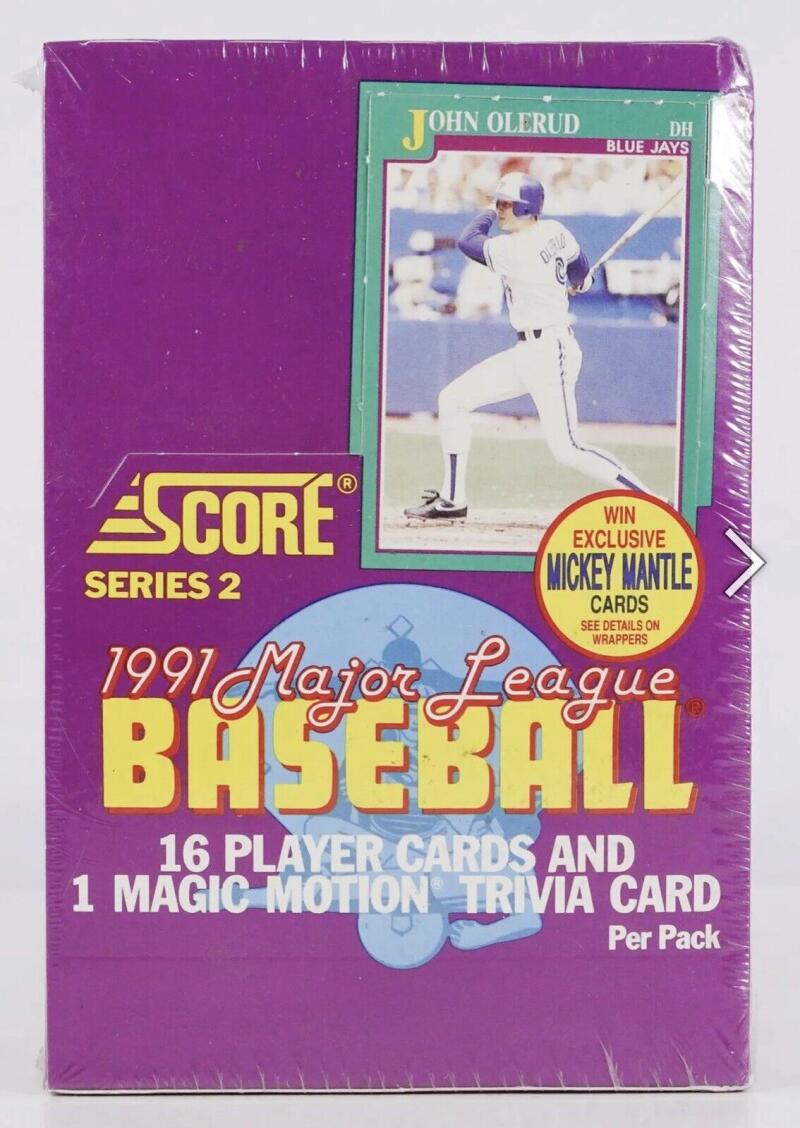 JOHN OLERUD DH
BLUE JAYS
OLERUD
SCORE®
SERIES 2
WIN
EXCLUSIVE
MICKEY MANTLE
CARDS
SEE DETAILS ON
WRAPPERS
1991 Major League
BASEBALL®
16 PLAYER CARDS AND
1 MAGIC MOTION® TRIVIA CARD
Per Pack